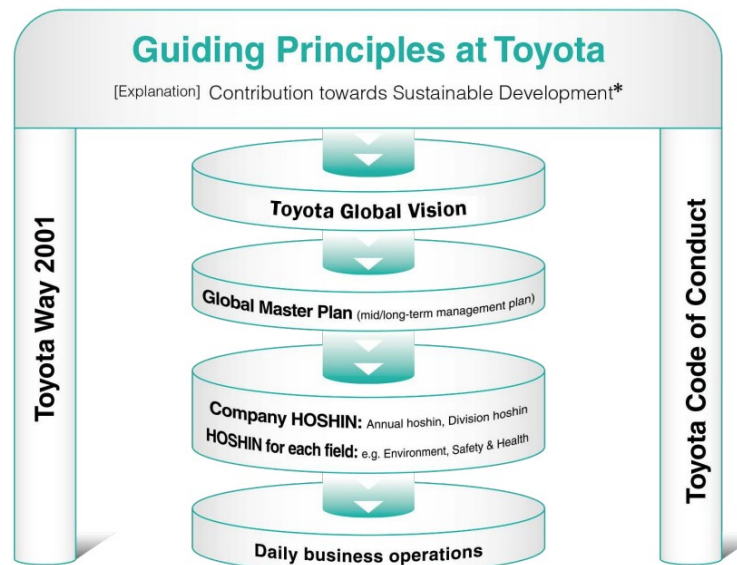 Guiding Principles at Toyota
[Explanation] Contribution towards Sustainable Development*
Toyota Way 2001
Toyota Global Vision
Global Master Plan (mid/long-term management plan)
Company HOSHIN: Annual hoshin, Division hoshin
HOSHIN for each field: e.g. Environment, Safety & Health
Daily business operations
Toyota Code of Conduct